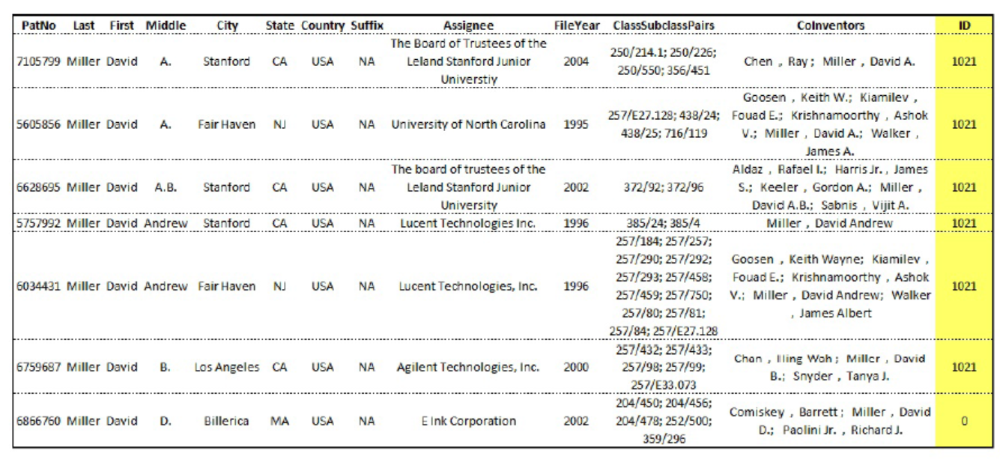 PatNo Last First Middle City State Country Suffix Assignee FileYear ClassSubclassPairs CoInventors ID
The Board of Trustees of the
250/214.1; 250/226;
7105799 Miller David A. Stanford CA USA NA Leland Stanford Junior 2004 Chen , Ray; Miller , David A. 1021
250/550; 356/451
Universtiy
Goosen , Keith W.; Kiamilev ,
257/E27.128; 438/24; Fouad E.; Krishnamoorthy , Ashok
5605856 Miller David A. Fair Haven NJ USA NA University of North Carolina 1995 1021
438/25; 716/119 V.; Miller , David A.; Walker ,
James A.
The board of trustees of the Aldaz , Rafael I.; Harris Jr., James
6628695 Miller David A.B. Stanford CA USA NA Leland Stanford Junior 2002 372/92; 372/96 S.; Keeler , Gordon A.; Miller , 1021
University David A.B.; Sabnis , Vijit A.
5757992 Miller David Andrew Stanford CA USA NA Lucent Technologies Inc. 1996 385/24; 385/4 Miller , David Andrew 1021
257/184; 257/257;
257/290; 257/292; Goosen , Keith Wayne; Kiamilev ,
257/293; 257/458; Fouad E.; Krishnamoorthy , Ashok
6034431 Miller David Andrew Fair Haven NJ USA NA Lucent Technologies, Inc. 1996 1021
257/459; 257/750; V.; Miller , David Andrew; Walker
257/80; 257/81; , James Albert
257/84; 257/E27.128
257/432; 257/433; Chan , Wah; Miller , David
6759687 Miller David B. Los Angeles CA USA NA Agilent Technologies, Inc. 2000 257/98; 257/99; 1021
257/E33.073 B.; Snyder , Tanya J.
204/450; 204/456; Comiskey , Barrett; Miller , David
6866760 Miller David D. Billerica MA USA NA E Ink Corporation 2002 204/478; 252/500; 0
359/296 D.; Paolini Jr. , Richard J.